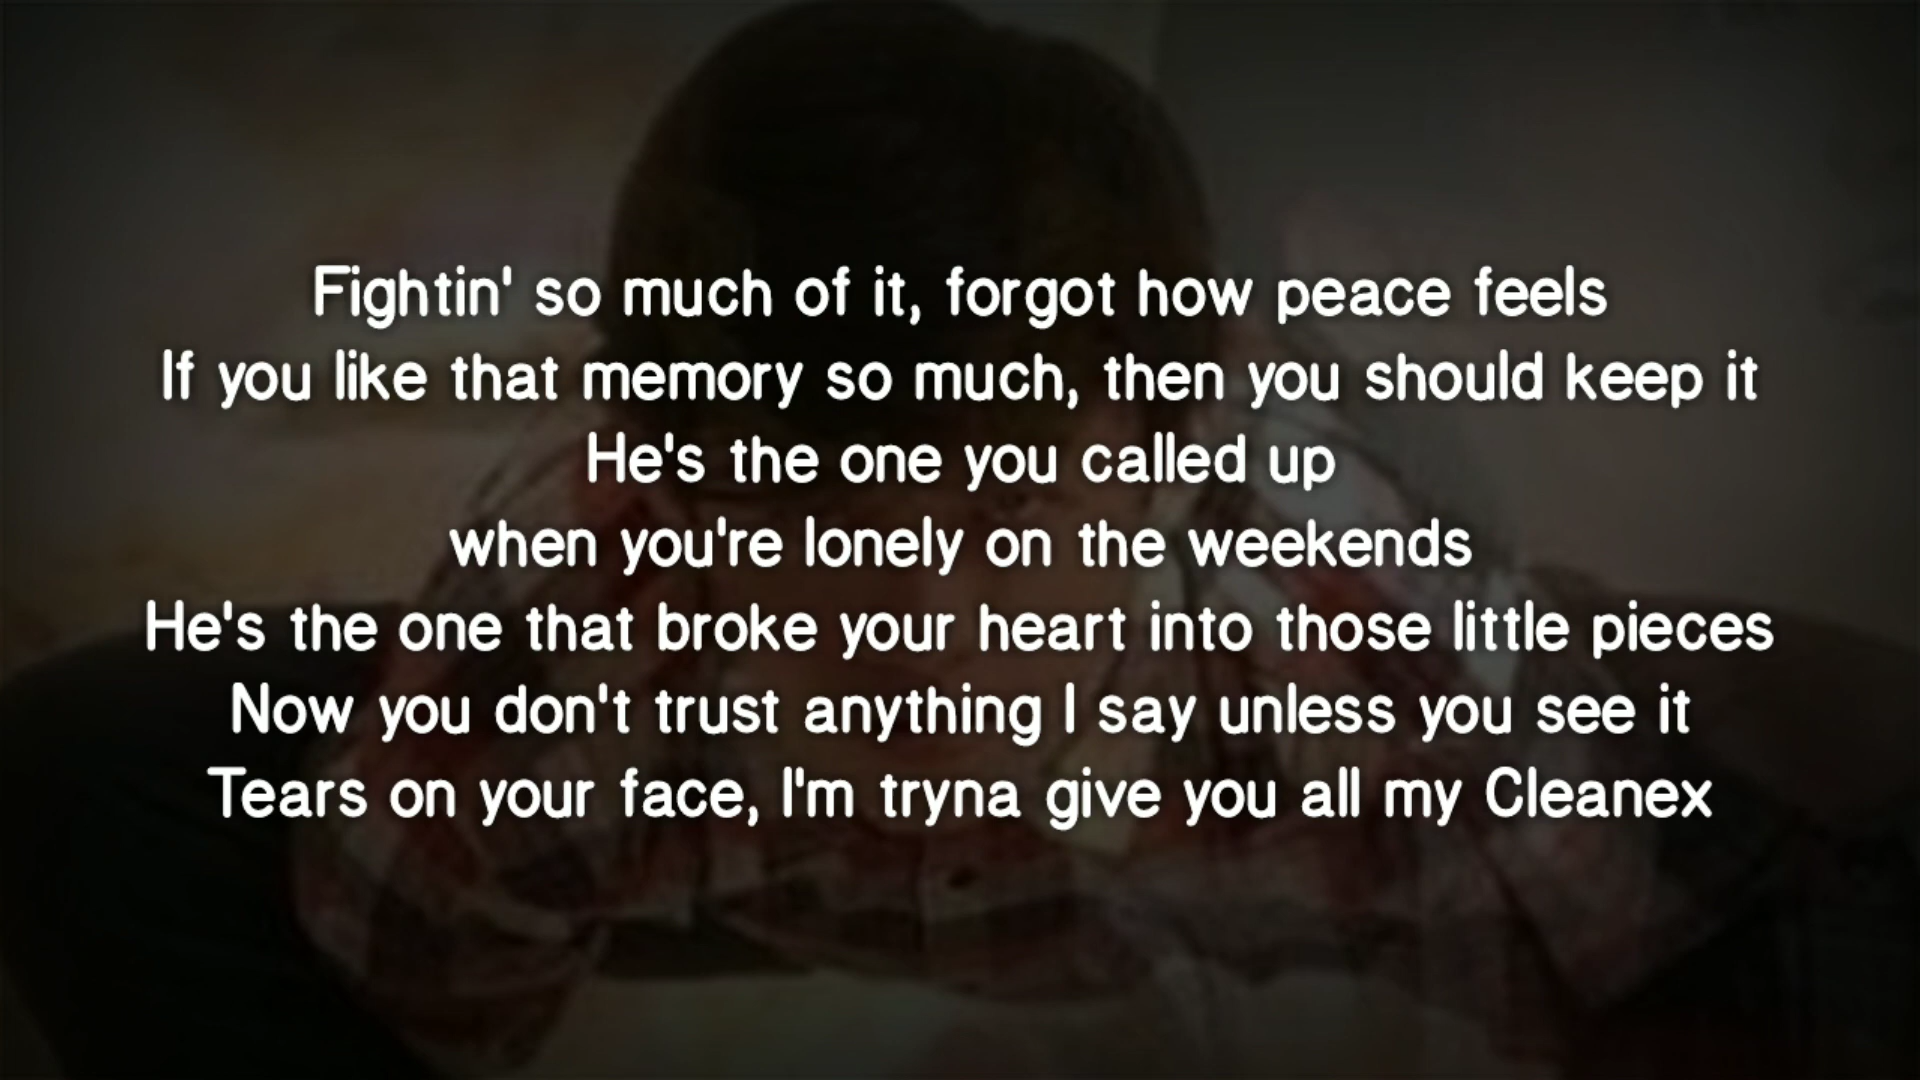 Fightin' so much of it, forgot how peace feels
If you like that memory so much, then you should keep it
He's the one you called up
when you're lonely on the weekends
He's the one that broke your heart into those little pieces
Now you don't trust anything I say unless you see it
Tears on your face, I'm tryna give you all my Cleanex